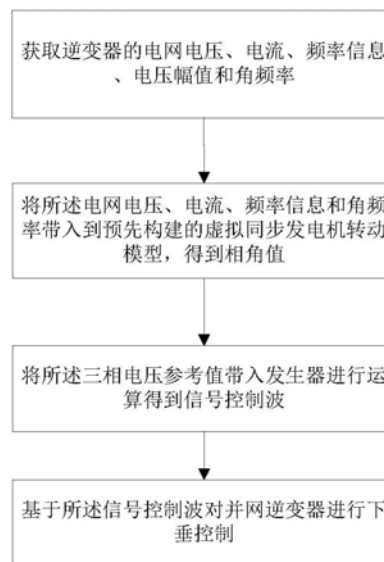 获取逆变器的电网电压、电流、频率信息
、电压幅值和角频率
将所述电网电压、电流、频率信息和角频
率带入到预先构建的虚拟同步发电机转动
模型，得到相角值
将所述三相电压参考值带入发生器进行运
算得到信号控制波
基于所述信号控制波对并网逆变器进行下
垂控制